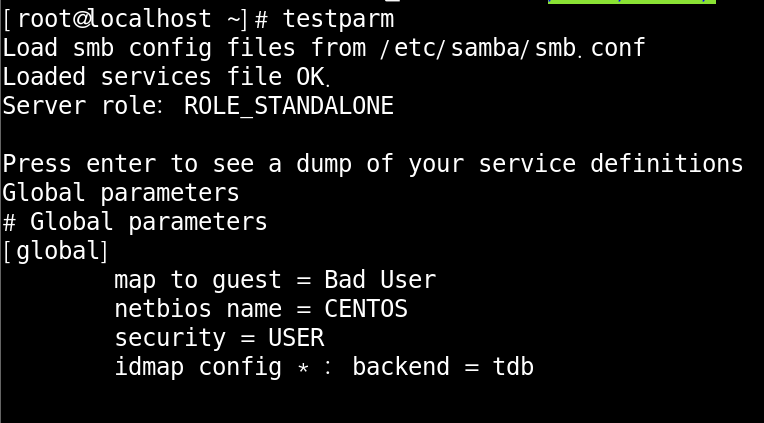 [root@localhost ~]# testparm
Load smb config files from /etc/samba/smb.conf
Loaded services file OK.
Server role: ROLE_STANDALONE
Press enter to see a dump of your service definitions
Global parameters
# Global parameters
[global]
map to guest = Bad User
netbios name = CENTOS
security = USER
idmap config * : backend = tdb